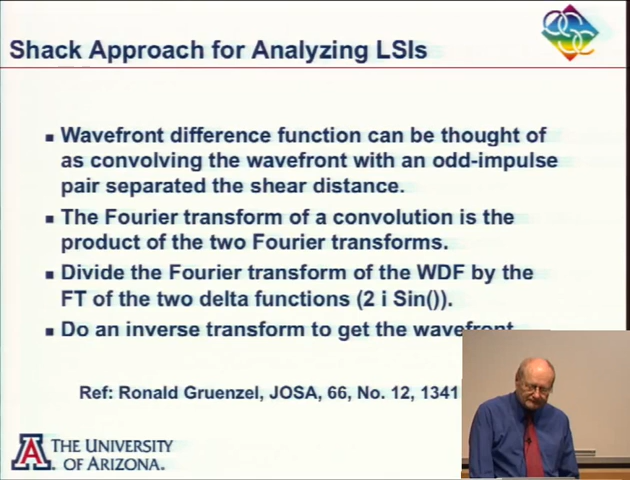 Shack Approach for Analyzing LSIs
Wavefront difference function can be thought of
as convolving the wavefront with an odd-impulse
pair separated the shear distance.
The Fourier transform of a convolution is the
product of the two Fourier transforms.
Divide the Fourier transform of the WDF by the
FT of the two delta functions (2 i Sin()).
Do an inverse transform to get the wavefront
Ref: Ronald Gruenzel, JOSA, 66, No. 12, 1341
A THE UNIVERSITY
OF ARIZONA.